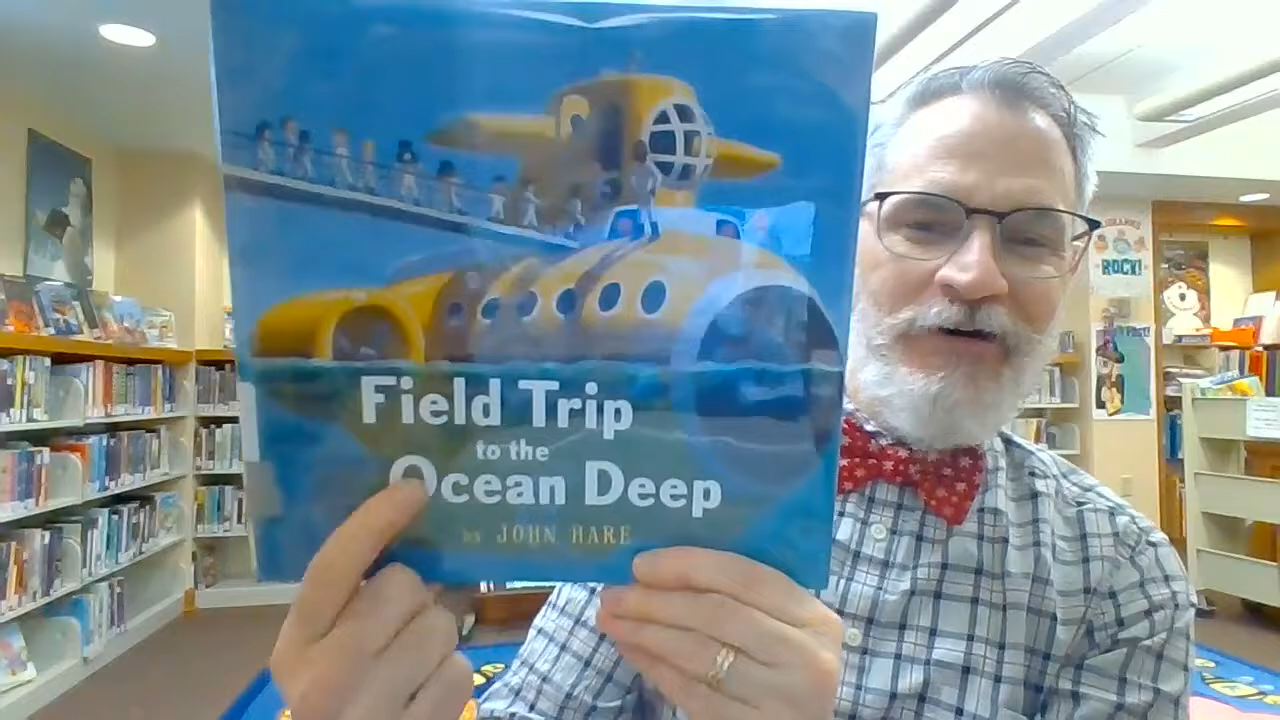 Field Trip
to the
Ocean Deep
BY JOHN HARE
ROCK!